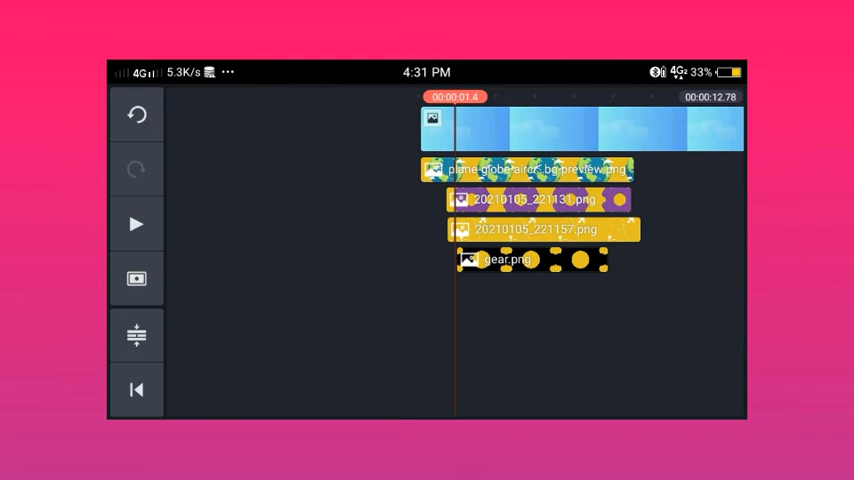 4G 5.3K/s ... 4:31 PM 4G2 33%
00:00:01.4 00:00:12.78
plane-globe-aircr...bg-preview.png
20210105_221131.png
20210105_221157.png
gear.png